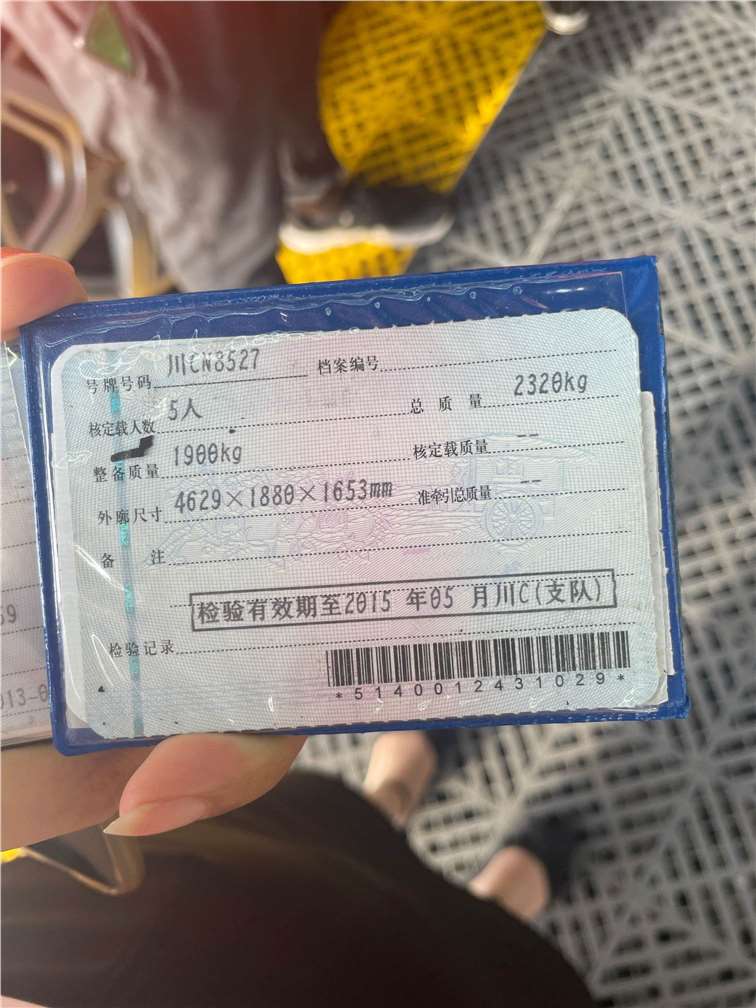 号牌号码 川CN8527 档案编号
核定载人数 5人 总质量 2320kg
整备质量 1900kg 核定载质量 --
外廓尺寸 4629×1880×1653mm 准牵引总质量 --
备注
检验有效期至2015 年05 月川C(支队)
检验记录
*5140012431029*